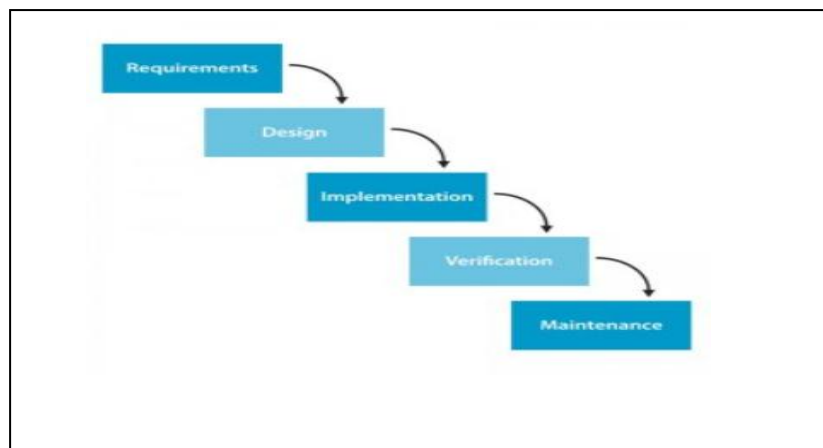 Requirements
Design
Implementation
Verification
Maintenance